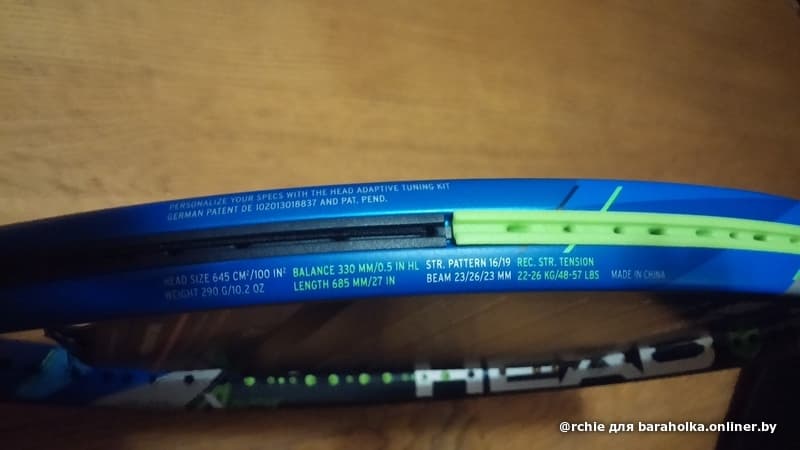 PERSONALIZE YOUR SPECS WITH THE HEAD ADAPTIVE TUNING KIT
GERMAN PATENT DE 102013018837 AND PAT. PEND.
HEAD SIZE 645 CM²/100 IN²
WEIGHT 290 G/10.2 OZ
BALANCE 330 MM/0.5 IN HL
LENGTH 685 MM/27 IN
STR. PATTERN 16/19
BEAM 23/26/23 MM
REC. STR. TENSION
22-26 KG/48-57 LBS
MADE IN CHINA
HEAD
@rchie для baraholka.onliner.by